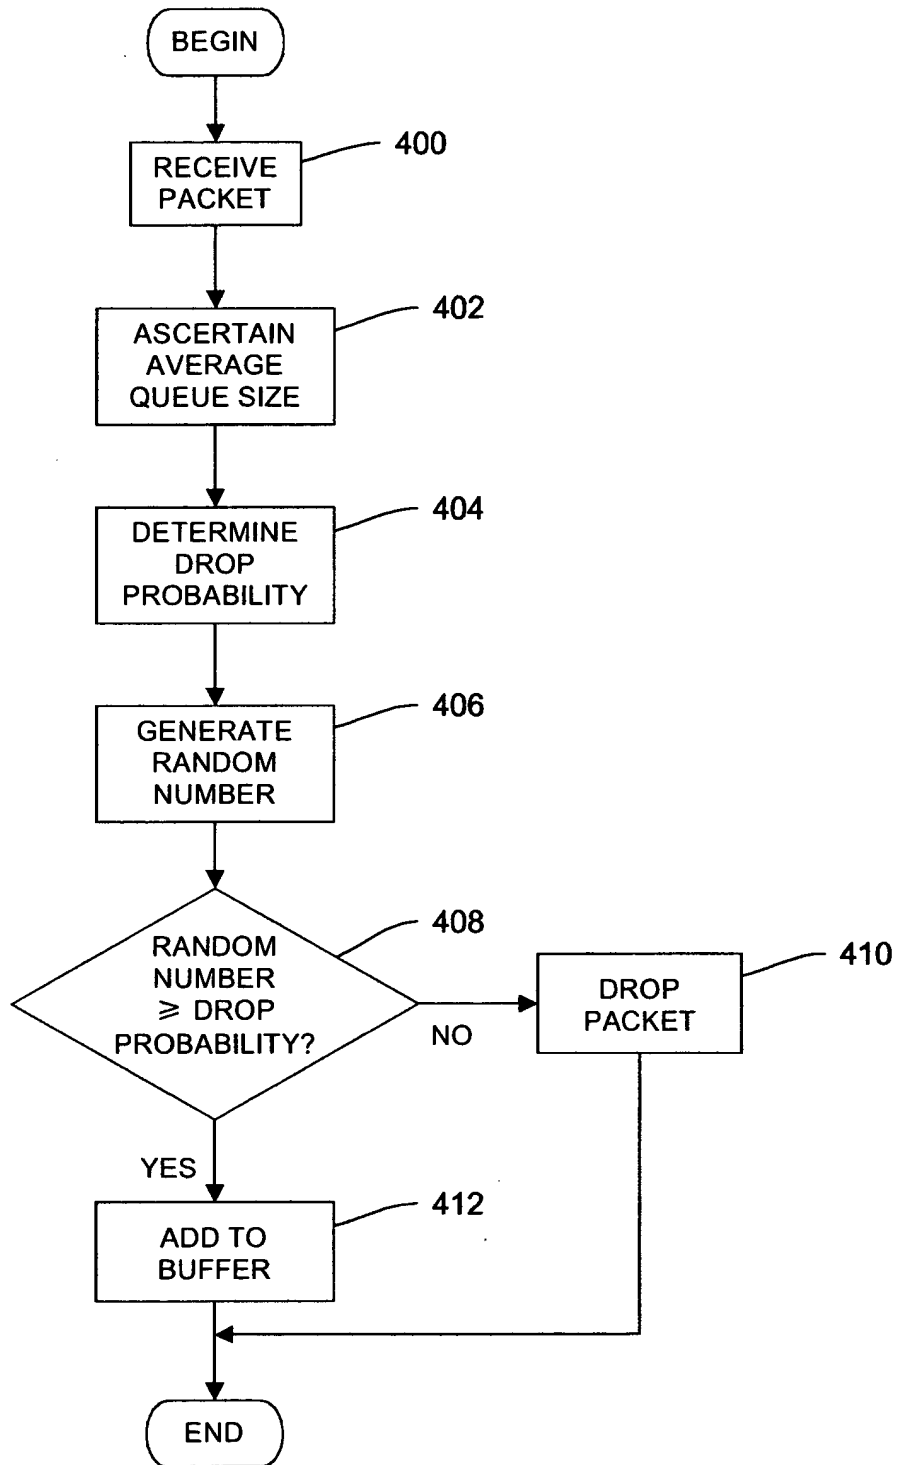 BEGIN
RECEIVE
PACKET
400
ASCERTAIN
AVERAGE
QUEUE SIZE
402
DETERMINE
DROP
PROBABILITY
404
GENERATE
RANDOM
NUMBER
406
RANDOM
NUMBER
⩾ DROP
PROBABILITY?
408
NO
DROP
PACKET
410
YES
ADD TO
BUFFER
412
END